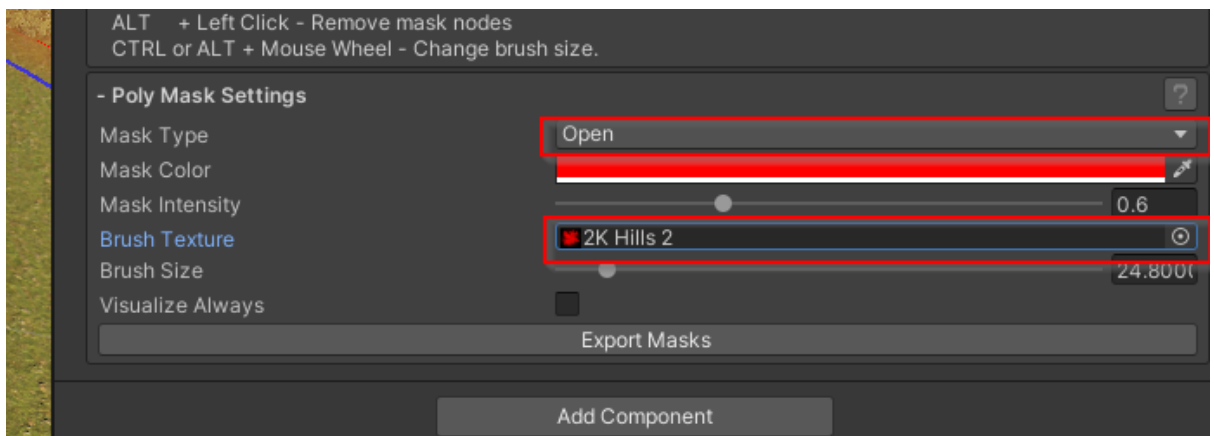 ALT + Left Click - Remove mask nodes
CTRL or ALT + Mouse Wheel - Change brush size.
- Poly Mask Settings
?
Mask Type Open
Mask Color
Mask Intensity 0.6
Brush Texture 2K Hills 2
Brush Size 24.800(
Visualize Always
Export Masks
Add Component